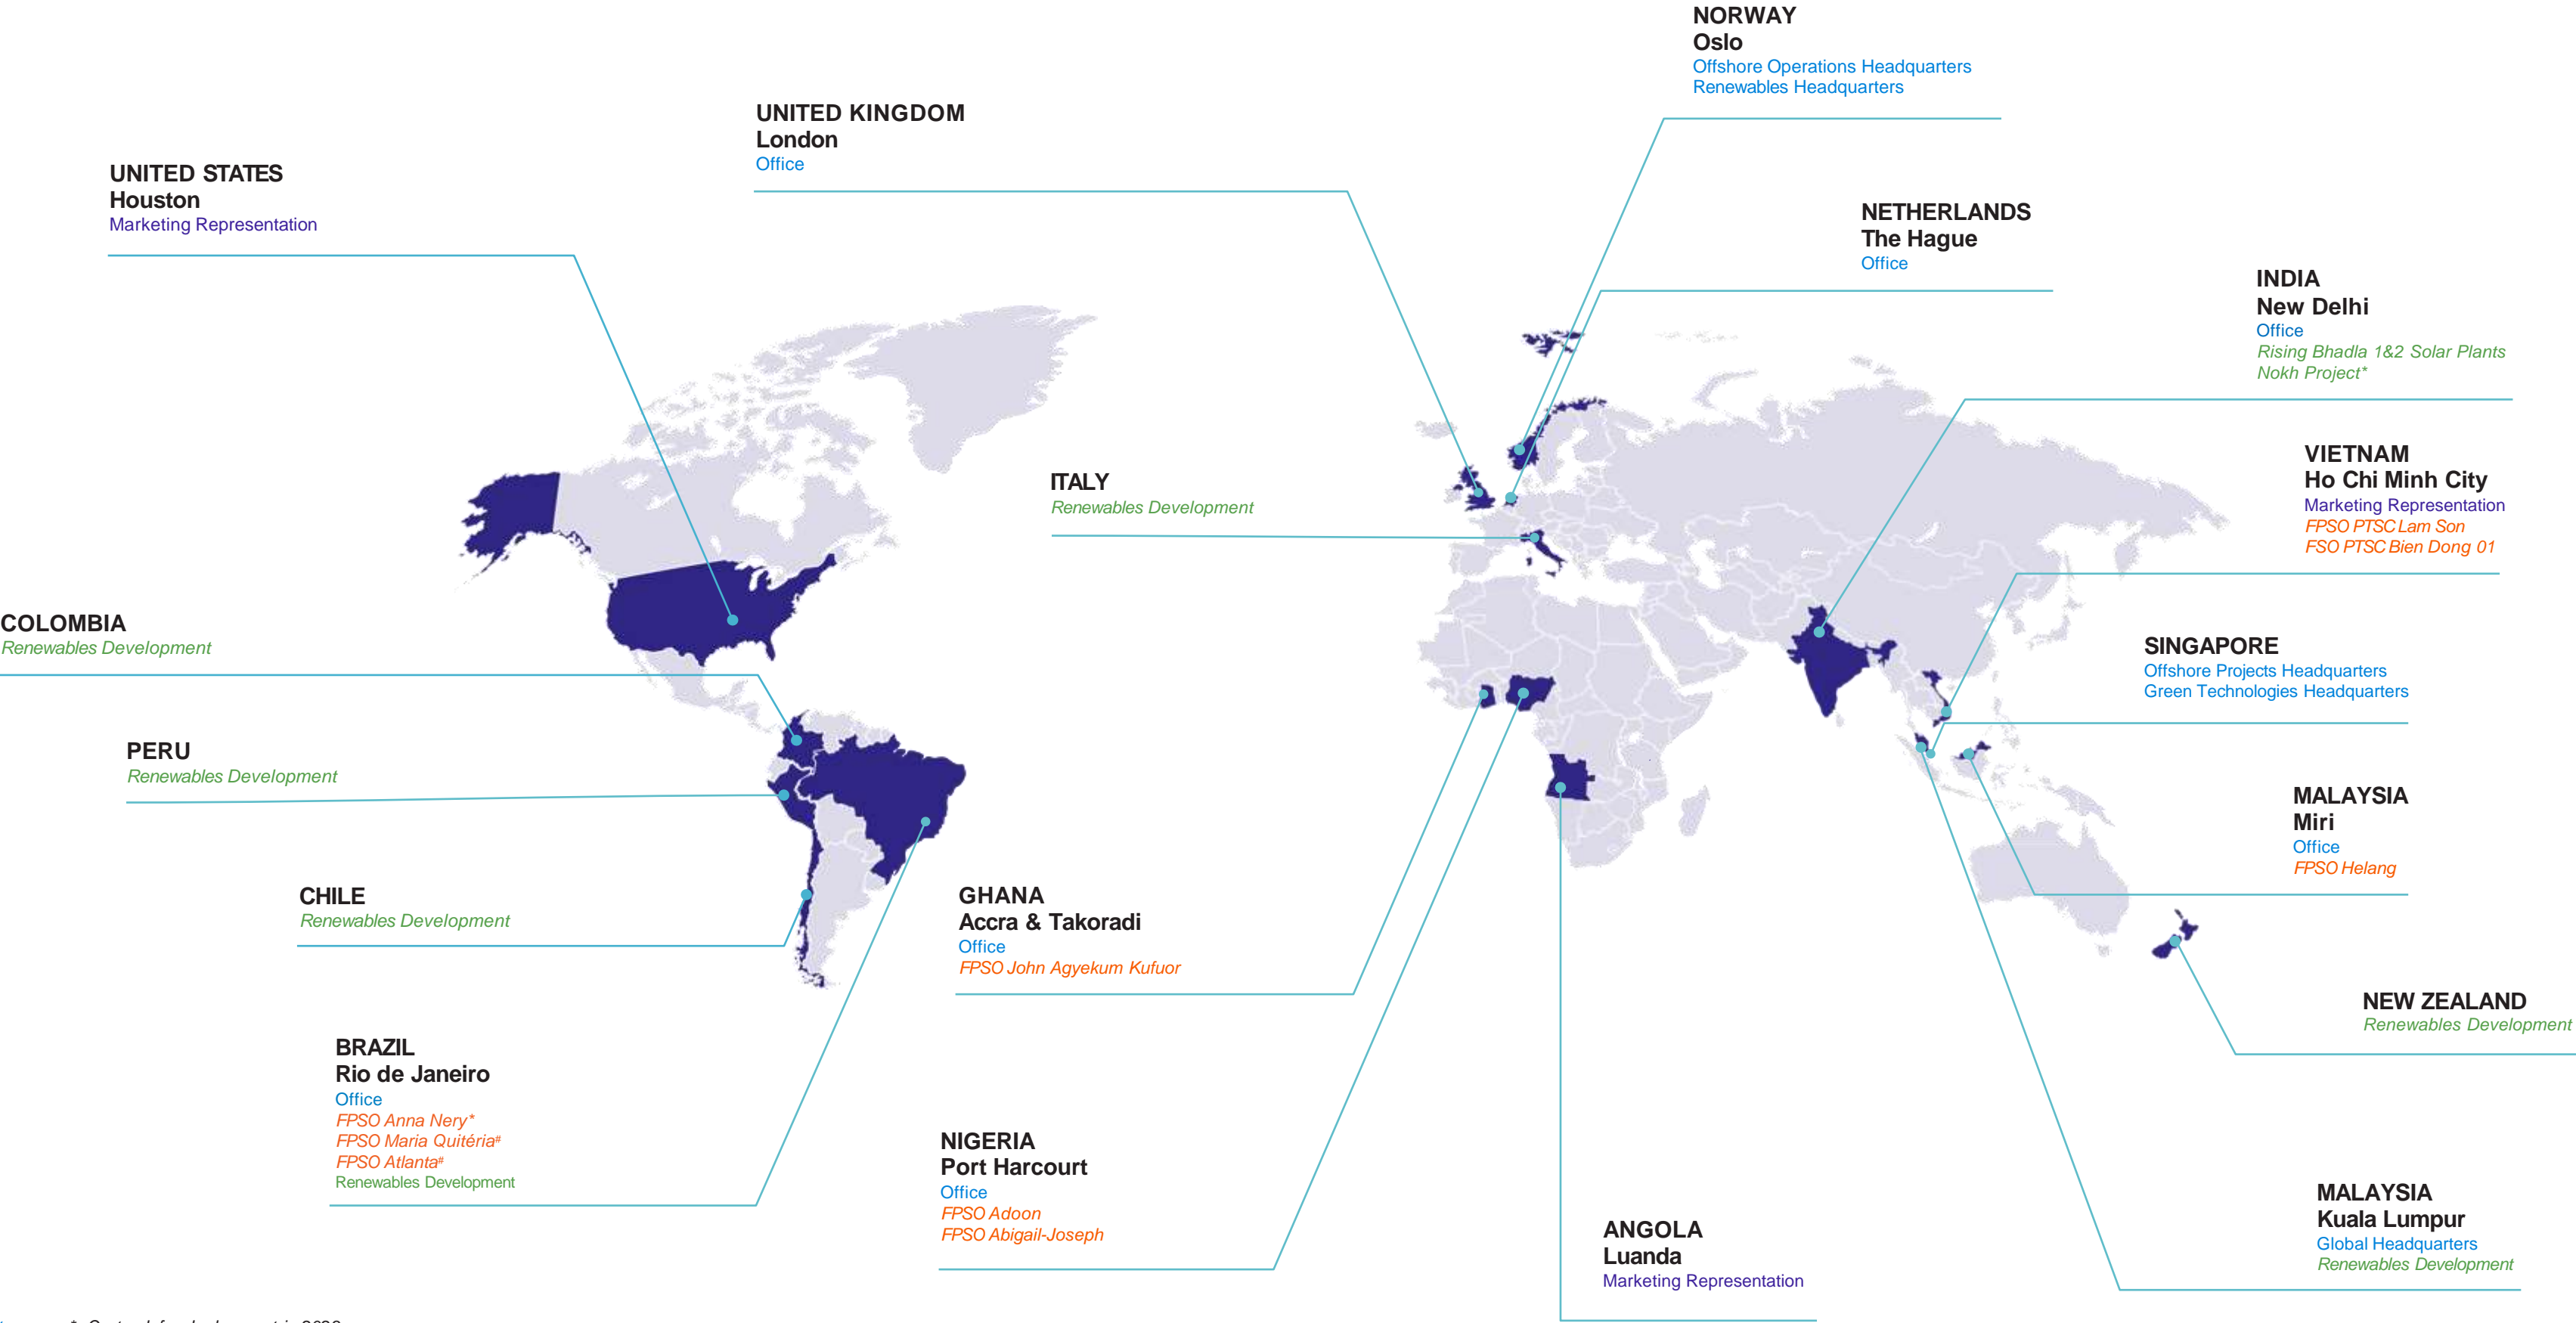 NORWAY
Oslo
Offshore Operations Headquarters
Renewables Headquarters
UNITED KINGDOM
London
Office
UNITED STATES
Houston
Marketing Representation
NETHERLANDS
The Hague
Office
INDIA
New Delhi
Office
Rising Bhadla 1&2 Solar Plants
Nokh Project*
ITALY
Renewables Development
VIETNAM
Ho Chi Minh City
Marketing Representation
FPSO PTSC Lam Son
FSO PTSC Bien Dong 01
COLOMBIA
Renewables Development
SINGAPORE
Offshore Projects Headquarters
Green Technologies Headquarters
PERU
Renewables Development
MALAYSIA
Miri
Office
FPSO Helang
CHILE
Renewables Development
GHANA
Accra & Takoradi
Office
FPSO John Agyekum Kufuor
NEW ZEALAND
Renewables Development
BRAZIL
Rio de Janeiro
Office
FPSO Anna Nery*
FPSO Maria Quitéria#
FPSO Atlanta#
Renewables Development
NIGERIA
Port Harcourt
Office
FPSO Adoon
FPSO Abigail-Joseph
MALAYSIA
Kuala Lumpur
Global Headquarters
Renewables Development
ANGOLA
Luanda
Marketing Representation